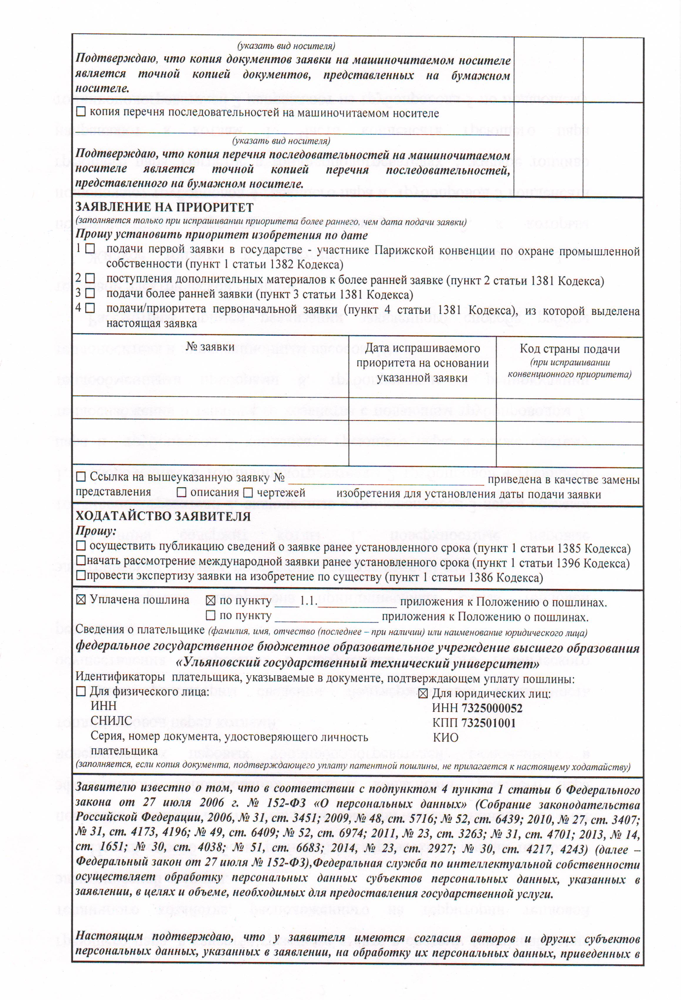 (указать вид носителя)
Подтверждаю, что копия документов заявки на машиночитаемом носителе
является точной копией документов, представленных на бумажном
носителе.
☐ копия перечня последовательностей на машиночитаемом носителе
(указать вид носителя)
Подтверждаю, что копия перечня последовательностей на машиночитаемом
носителе является точной копией перечня последовательностей,
представленного на бумажном носителе.
ЗАЯВЛЕНИЕ НА ПРИОРИТЕТ
(заполняется только при испрашивании приоритета более раннего, чем дата подачи заявки)
Прошу установить приоритет изобретения по дате
1 ☐ подачи первой заявки в государстве - участнике Парижской конвенции по охране промышленной
собственности (пункт 1 статьи 1382 Кодекса)
2 ☐ поступления дополнительных материалов к более ранней заявке (пункт 2 статьи 1381 Кодекса)
3 ☐ подачи более ранней заявки (пункт 3 статьи 1381 Кодекса)
4 ☐ подачи/приоритета первоначальной заявки (пункт 4 статьи 1381 Кодекса), из которой выделена
настоящая заявка
№ заявки
Дата испрашиваемого
приоритета на основании
указанной заявки
Код страны подачи
(при испрашивании
конвенционного приоритета)
☐ Ссылка на вышеуказанную заявку № ______________________________ приведена в качестве замены
представления ☐ описания ☐ чертежей изобретения для установления даты подачи заявки
ХОДАТАЙСТВО ЗАЯВИТЕЛЯ
Прошу:
☐ осуществить публикацию сведений о заявке ранее установленного срока (пункт 1 статьи 1385 Кодекса)
☐начать рассмотрение международной заявки ранее установленного срока (пункт 1 статьи 1396 Кодекса)
☐провести экспертизу заявки на изобретение по существу (пункт 1 статьи 1386 Кодекса)
☒ Уплачена пошлина ☒ по пункту ____1.1.____________ приложения к Положению о пошлинах.
☐ по пункту ________________ приложения к Положению о пошлинах.
Сведения о плательщике (фамилия, имя, отчество (последнее – при наличии) или наименование юридического лица)
федеральное государственное бюджетное образовательное учреждение высшего образования
«Ульяновский государственный технический университет»
Идентификаторы плательщика, указываемые в документе, подтверждающем уплату пошлины:
☐ Для физического лица: ☒ Для юридических лиц:
ИНН ИНН 7325000052
СНИЛС КПП 732501001
Серия, номер документа, удостоверяющего личность КИО
плательщика
(заполняется, если копия документа, подтверждающего уплату патентной пошлины, не прилагается к настоящему ходатайству)
Заявителю известно о том, что в соответствии с подпунктом 4 пункта 1 статьи 6 Федерального
закона от 27 июля 2006 г. № 152-ФЗ «О персональных данных» (Собрание законодательства
Российской Федерации, 2006, № 31, ст. 3451; 2009, № 48, ст. 5716; № 52, ст. 6439; 2010, № 27, ст. 3407;
№ 31, ст. 4173, 4196; № 49, ст. 6409; № 52, ст. 6974; 2011, № 23, ст. 3263; № 31, ст. 4701; 2013, № 14,
ст. 1651; № 30, ст. 4038; № 51, ст. 6683; 2014, № 23, ст. 2927; № 30, ст. 4217, 4243) (далее –
Федеральный закон от 27 июля № 152-ФЗ),Федеральная служба по интеллектуальной собственности
осуществляет обработку персональных данных субъектов персональных данных, указанных в
заявлении, в целях и объеме, необходимых для предоставления государственной услуги.
Настоящим подтверждаю, что у заявителя имеются согласия авторов и других субъектов
персональных данных, указанных в заявлении, на обработку их персональных данных, приведенных в